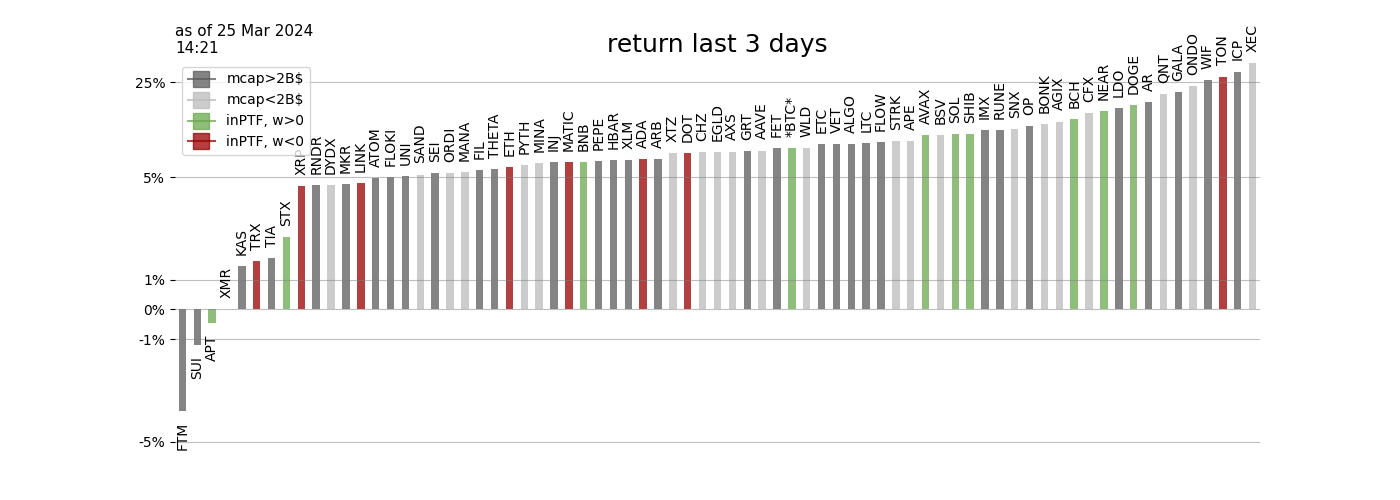 as of 25 Mar 2024
14:21
return last 3 days
mcap>2B$
mcap<2B$
inPTF, w>0
inPTF, w<0
25%
5%
1%
0%
-1%
-5%
FTM
SUI
APT
XMR
KAS
TRX
TIA
STX
XRP
RNDR
DYDX
MKR
LINK
ATOM
FLOKI
UNI
SAND
SEI
ORDI
MANA
FIL
THETA
ETH
PYTH
MINA
INJ
MATIC
BNB
PEPE
HBAR
XLM
ADA
ARB
XTZ
DOT
CHZ
EGLD
AXS
GRT
AAVE
FET
*BTC*
WLD
ETC
VET
ALGO
LTC
FLOW
STRK
APE
AVAX
BSV
SOL
SHIB
IMX
RUNE
SNX
OP
BONK
AGIX
BCH
CFX
NEAR
LDO
DOGE
AR
QNT
GALA
ONDO
WIF
TON
ICP
XEC